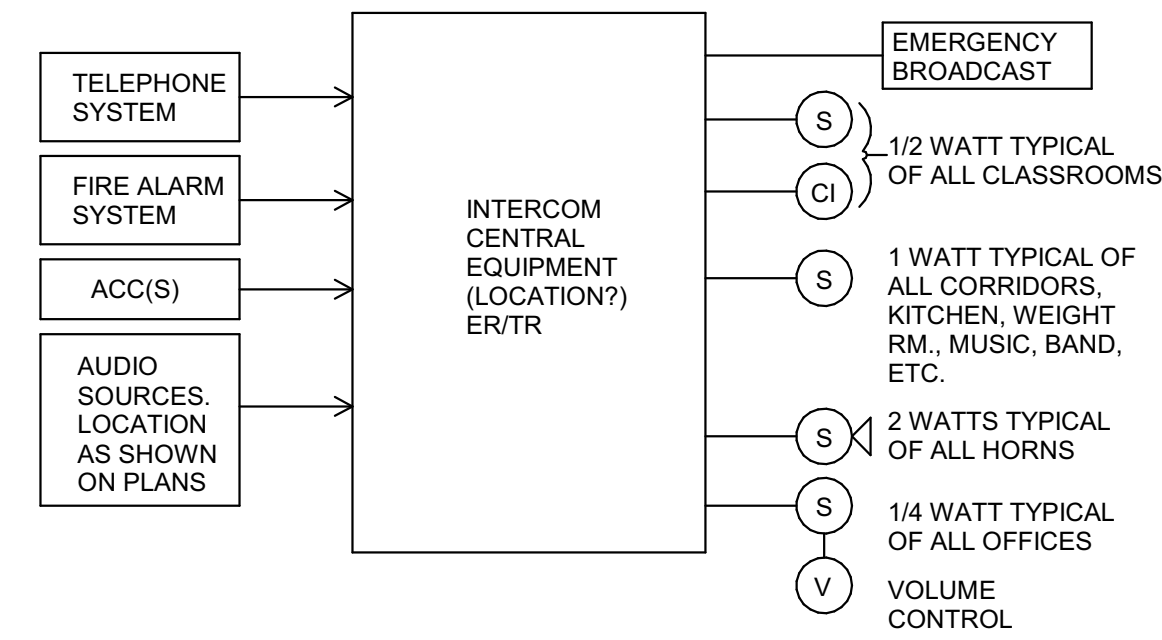 TELEPHONE
SYSTEM
FIRE ALARM
SYSTEM
ACC(S)
AUDIO
SOURCES.
LOCATION
AS SHOWN
ON PLANS
INTERCOM
CENTRAL
EQUIPMENT
(LOCATION?)
ER/TR
EMERGENCY
BROADCAST
S
CI
1/2 WATT TYPICAL
OF ALL CLASSROOMS
S
1 WATT TYPICAL OF
ALL CORRIDORS,
KITCHEN, WEIGHT
RM., MUSIC, BAND,
ETC.
S
2 WATTS TYPICAL
OF ALL HORNS
S
1/4 WATT TYPICAL
OF ALL OFFICES
V
VOLUME
CONTROL